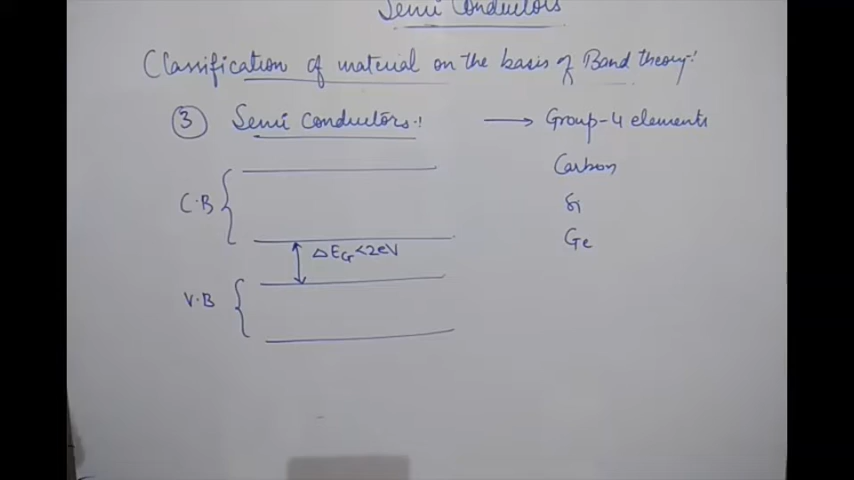 Semi Conductors
Classification of material on the basis of Band theory:
③ Semi Conductors:
→ Group-4 elements
Carbon
C.B
Si
Ge
ΔEG<2eV
V.B